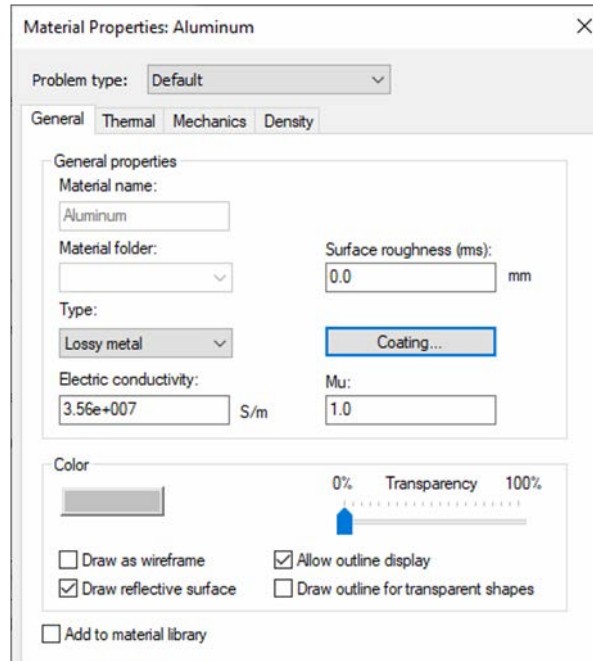 Material Properties: Aluminum
Problem type: Default
General Thermal Mechanics Density
General properties
Material name:
Aluminum
Material folder: Surface roughness (rms):
0.0 mm
Type:
Lossy metal Coating...
Electric conductivity: Mu:
3.56e+007 S/m 1.0
Color
0% Transparency 100%
Draw as wireframe Allow outline display
Draw reflective surface Draw outline for transparent shapes
Add to material library